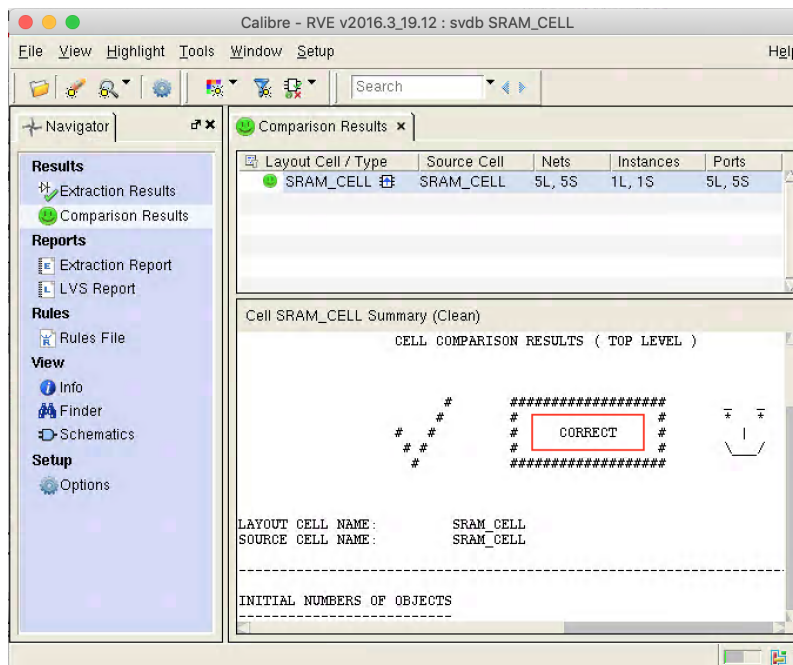 Calibre - RVE v2016.3_19.12 : svdb SRAM_CELL
File View Highlight Tools Window Setup Help
Search
Navigator
Comparison Results
Results
Extraction Results
Comparison Results
Reports
Extraction Report
LVS Report
Rules
Rules File
View
Info
Finder
Schematics
Setup
Options
Layout Cell / Type Source Cell Nets Instances Ports
SRAM_CELL SRAM_CELL 5L, 5S 1L, 1S 5L, 5S
Cell SRAM_CELL Summary (Clean)
CELL COMPARISON RESULTS ( TOP LEVEL )
# ################### _ _
# # # * *
# # # CORRECT # |
# # # # \__/
# ###################
LAYOUT CELL NAME: SRAM_CELL
SOURCE CELL NAME: SRAM_CELL
--------------------------------------------------------------------
INITIAL NUMBERS OF OBJECTS
--------------------------